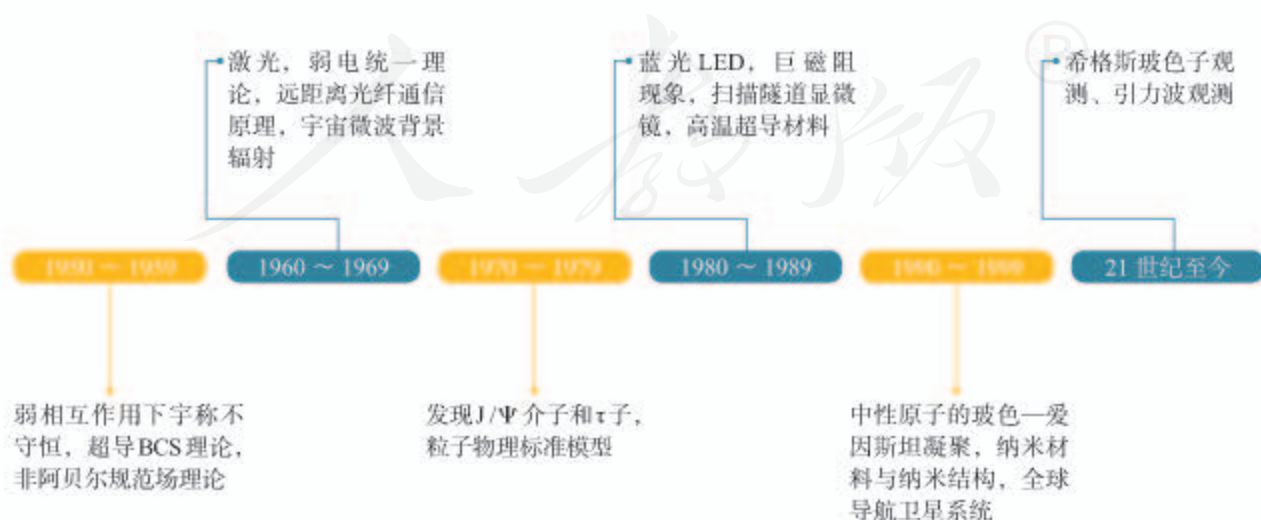 激光，弱电统一理
论，远距离光纤通信
原理，宇宙微波背景
辐射
蓝光LED，巨磁阻
现象，扫描隧道显微
镜，高温超导材料
希格斯玻色子观
测、引力波观测
1960～1969
1970～1979
1980～1989
21世纪至今
弱相互作用下宇称不
守恒，超导BCS理论，
非阿贝尔规范场理论
发现J/Ψ介子和τ子，
粒子物理标准模型
中性原子的玻色—爱
因斯坦凝聚，纳米材
料与纳米结构，全球
导航卫星系统
人教版
®